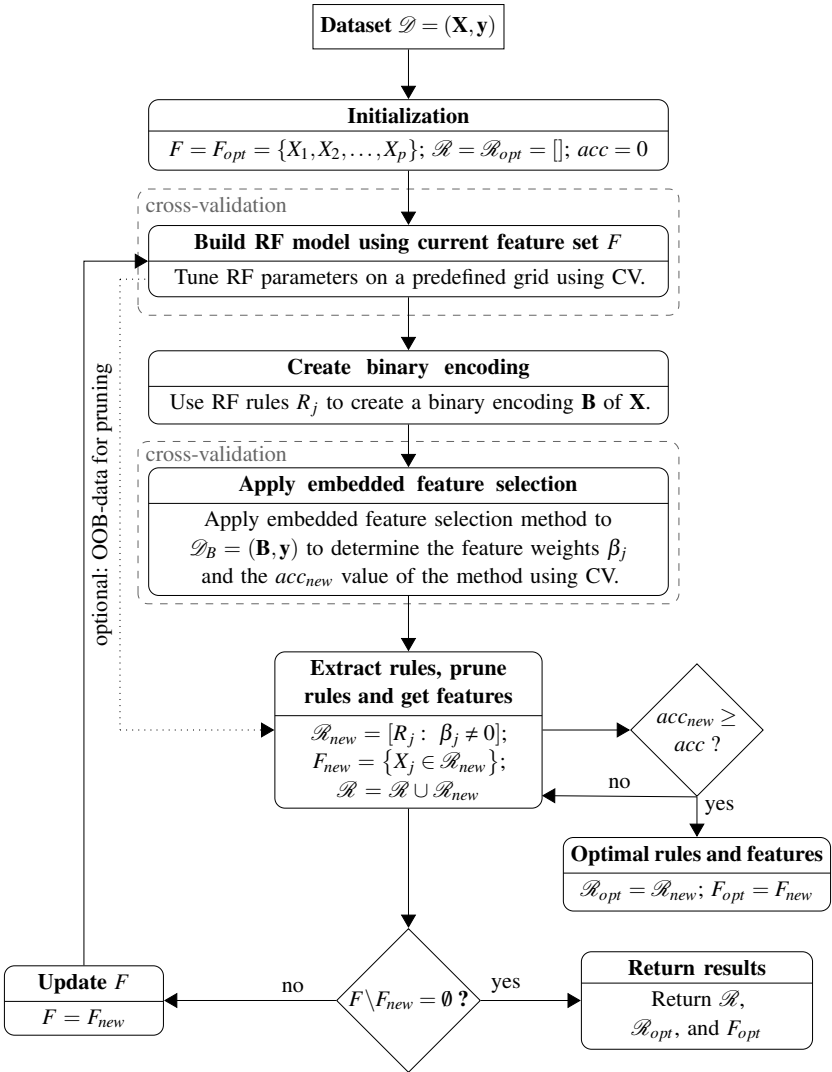 Dataset 𝒟 = (X, y)
Initialization
F = F_opt = {X_1, X_2, ..., X_p}; ℛ = ℛ_opt = []; acc = 0
cross-validation
Build RF model using current feature set F
Tune RF parameters on a predefined grid using CV.
Create binary encoding
Use RF rules R_j to create a binary encoding B of X.
optional: OOB-data for pruning
cross-validation
Apply embedded feature selection
Apply embedded feature selection method to
𝒟_B = (B, y) to determine the feature weights β_j
and the acc_new value of the method using CV.
Extract rules, prune
rules and get features
ℛ_new = [R_j : β_j ≠ 0];
F_new = {X_j ∈ ℛ_new};
ℛ = ℛ ∪ ℛ_new
acc_new ≥
acc ?
no
yes
Optimal rules and features
ℛ_opt = ℛ_new; F_opt = F_new
Update F
F = F_new
no
F\F_new = ∅ ?
yes
Return results
Return ℛ,
ℛ_opt, and F_opt